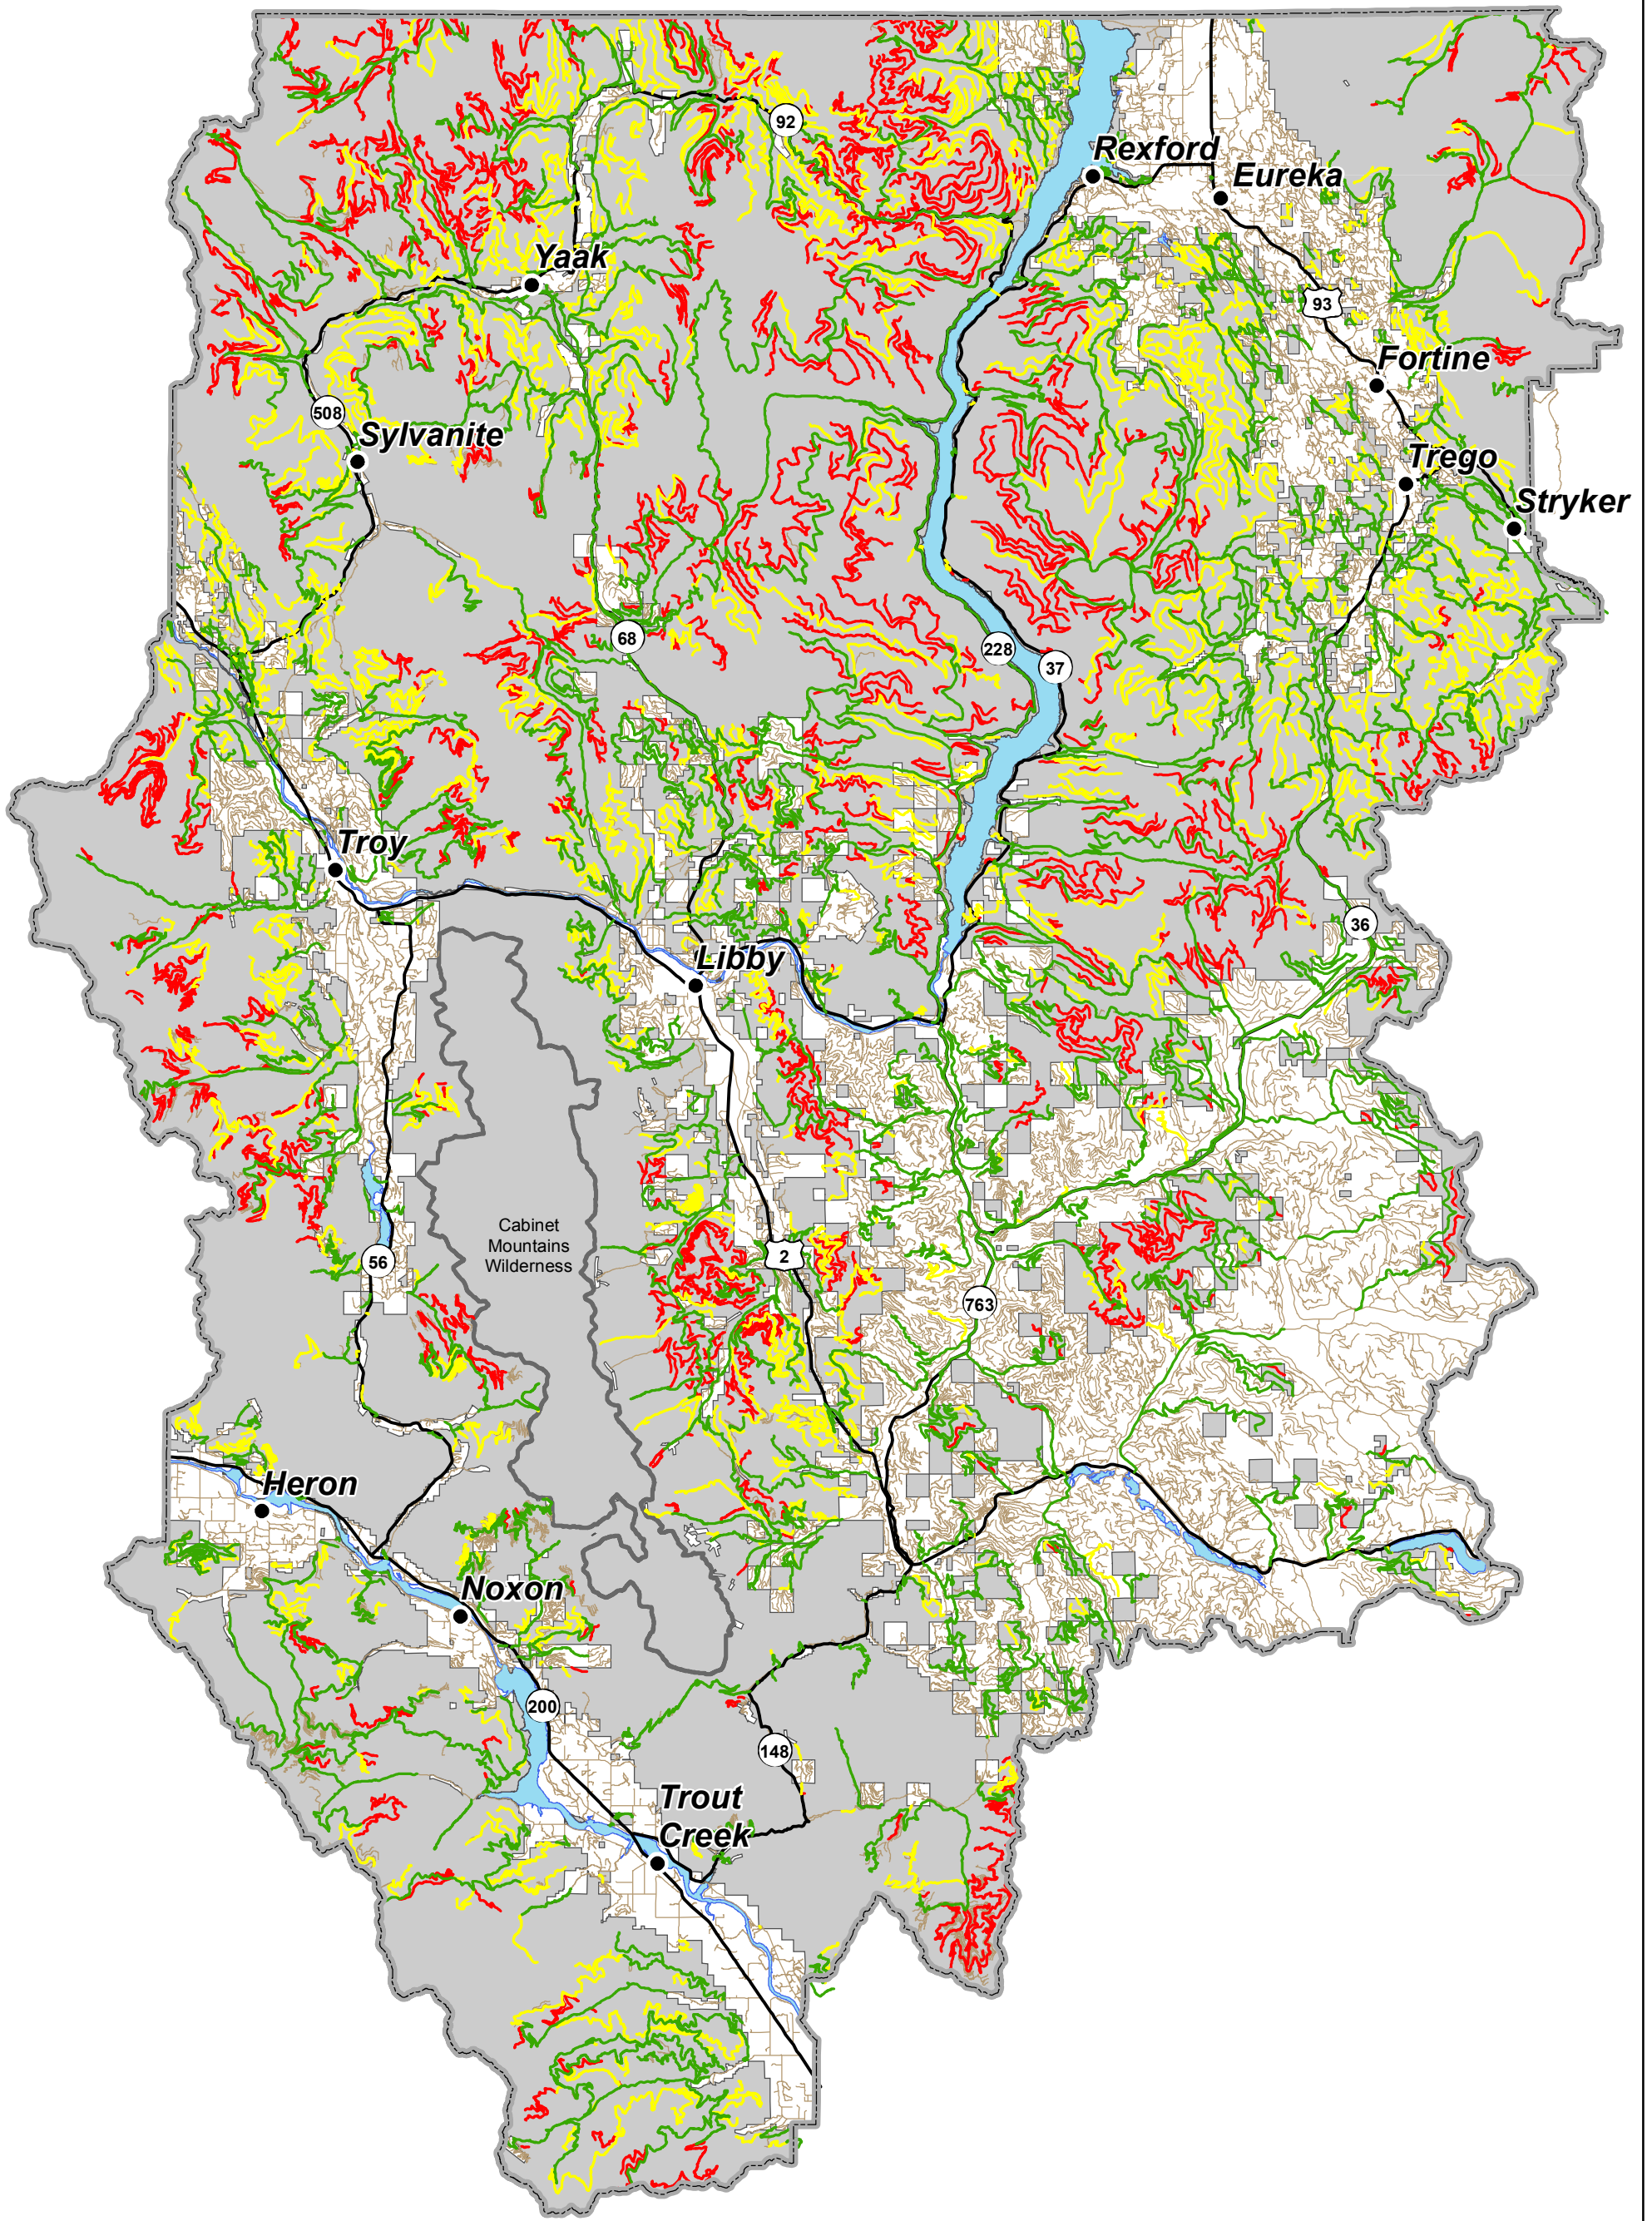 92
Rexford
Eureka
Yaak
93
Fortine
508
Sylvanite
Trego
Stryker
68
228
37
Troy
36
Libby
Cabinet
Mountains
Wilderness
2
56
763
Heron
Noxon
200
148
Trout
Creek